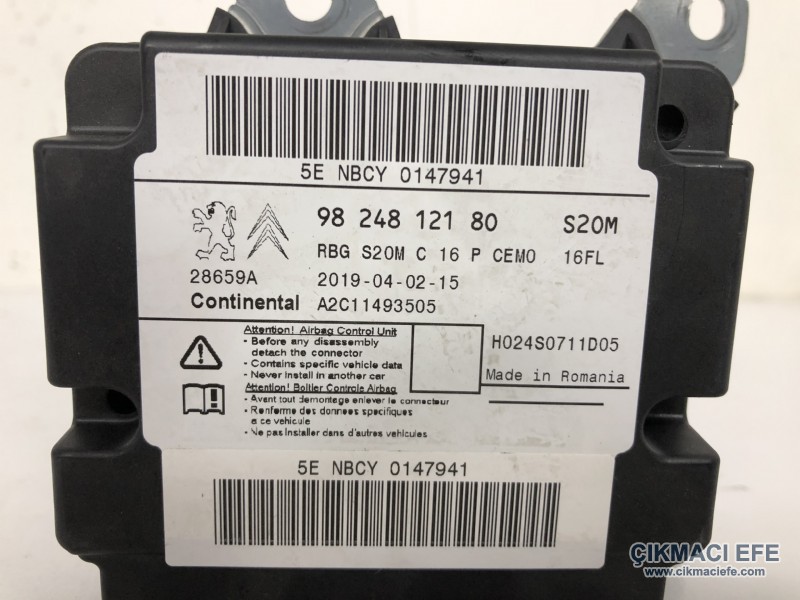 5E NBCY 0147941
98 248 121 80 S20M
RBG S20M C 16 P CEMO 16FL
28659A 2019-04-02-15
Continental A2C11493505
Attention! Airbag Control Unit
- Before any disassembly
detach the connector
- Contains specific vehicle data
- Never install in another car
Attention! Boîtier Contrôle Airbag
- Avant tout démontage enlever le connecteur
- Renferme des données spécifiques
à ce véhicule
- Ne pas installer dans d'autres véhicules
H024S0711D05
Made in Romania
5E NBCY 0147941
ÇIKMACI EFE
www.cikmaciefe.com